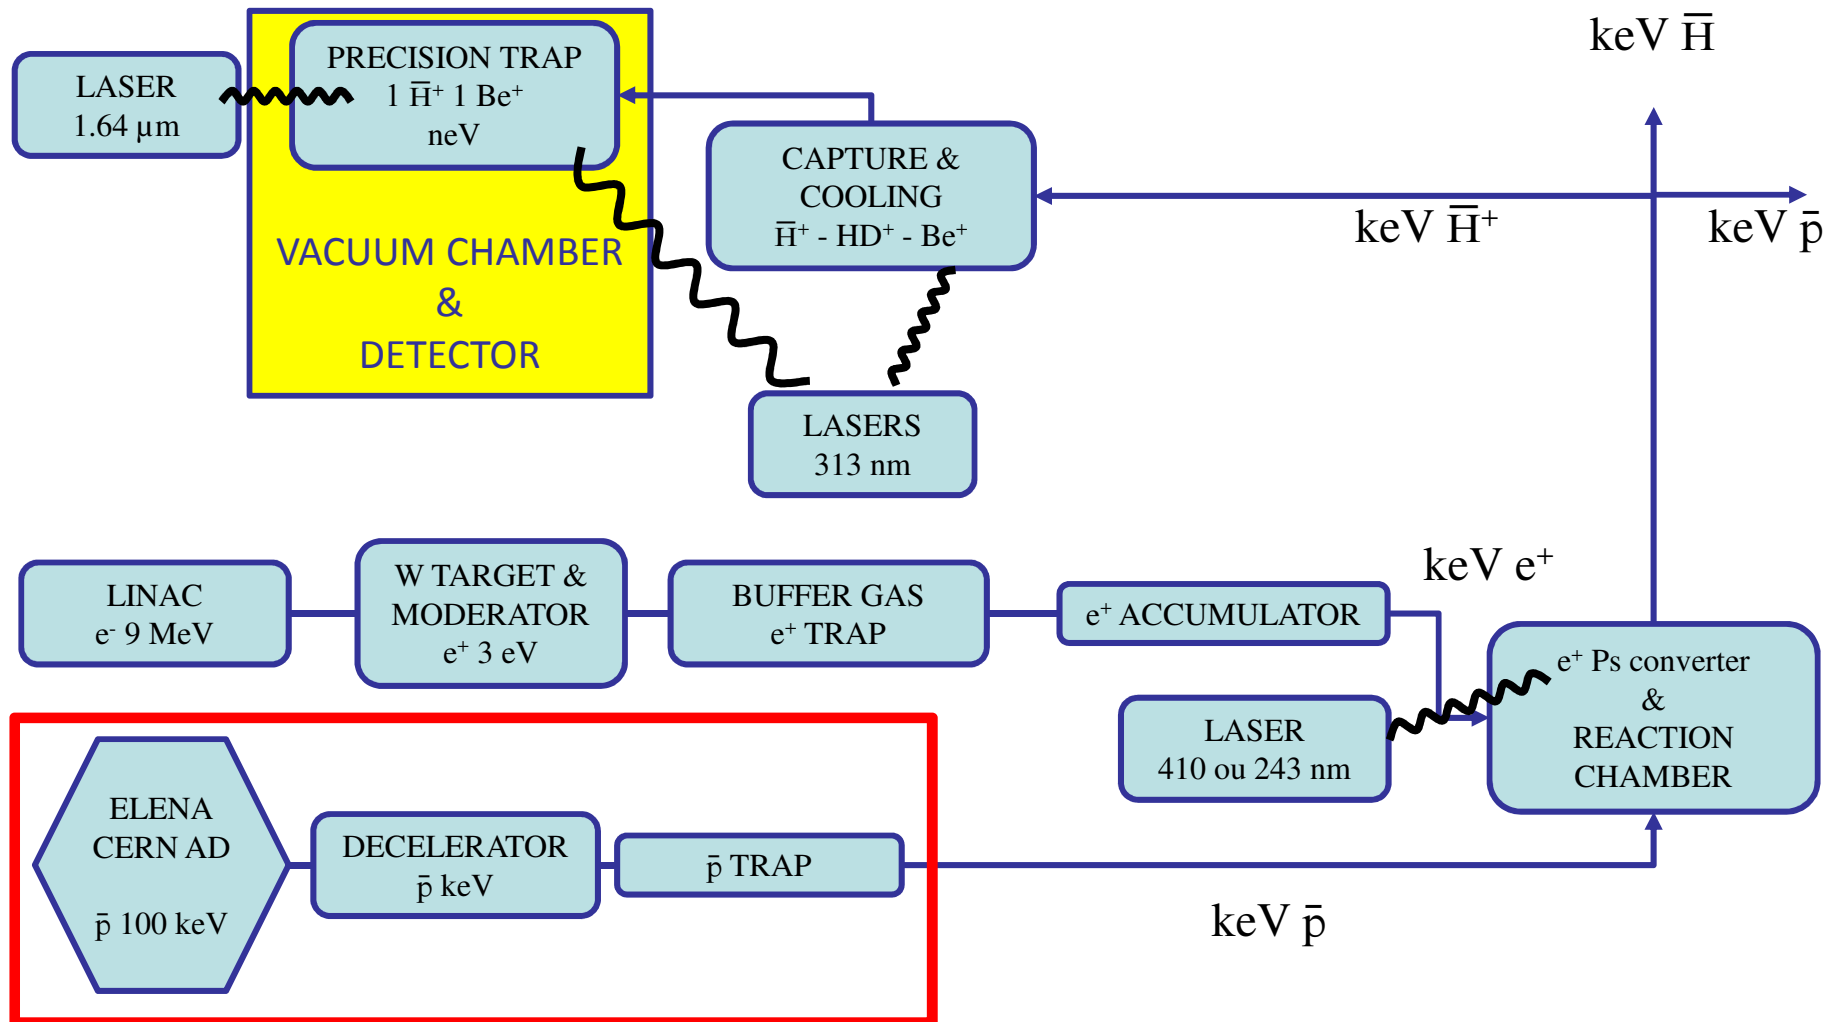 keV H̅
LASER
1.64 µm
PRECISION TRAP
1 H̅⁺ 1 Be⁺
neV
VACUUM CHAMBER
&
DETECTOR
CAPTURE &
COOLING
H̅⁺ - HD⁺ - Be⁺
keV H̅⁺
keV p̄
LASERS
313 nm
LINAC
e⁻ 9 MeV
W TARGET &
MODERATOR
e⁺ 3 eV
BUFFER GAS
e⁺ TRAP
e⁺ ACCUMULATOR
keV e⁺
LASER
410 ou 243 nm
e⁺ Ps converter
&
REACTION
CHAMBER
ELENA
CERN AD
p̄ 100 keV
DECELERATOR
p̄ keV
p̄ TRAP
keV p̄